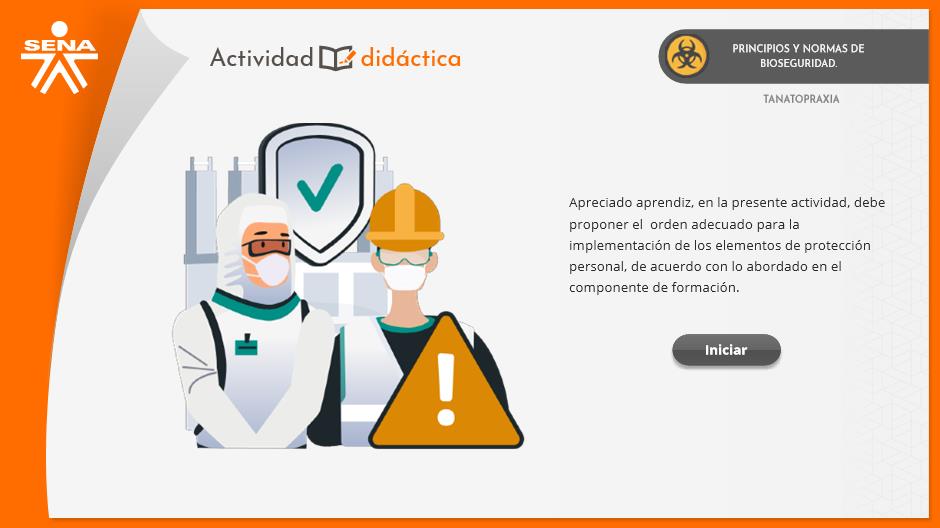 SENA
Actividad didáctica
PRINCIPIOS Y NORMAS DE
BIOSEGURIDAD.
TANATOPRAXIA
Apreciado aprendiz, en la presente actividad, debe
proponer el orden adecuado para la
implementación de los elementos de protección
personal, de acuerdo con lo abordado en el
componente de formación.
Iniciar